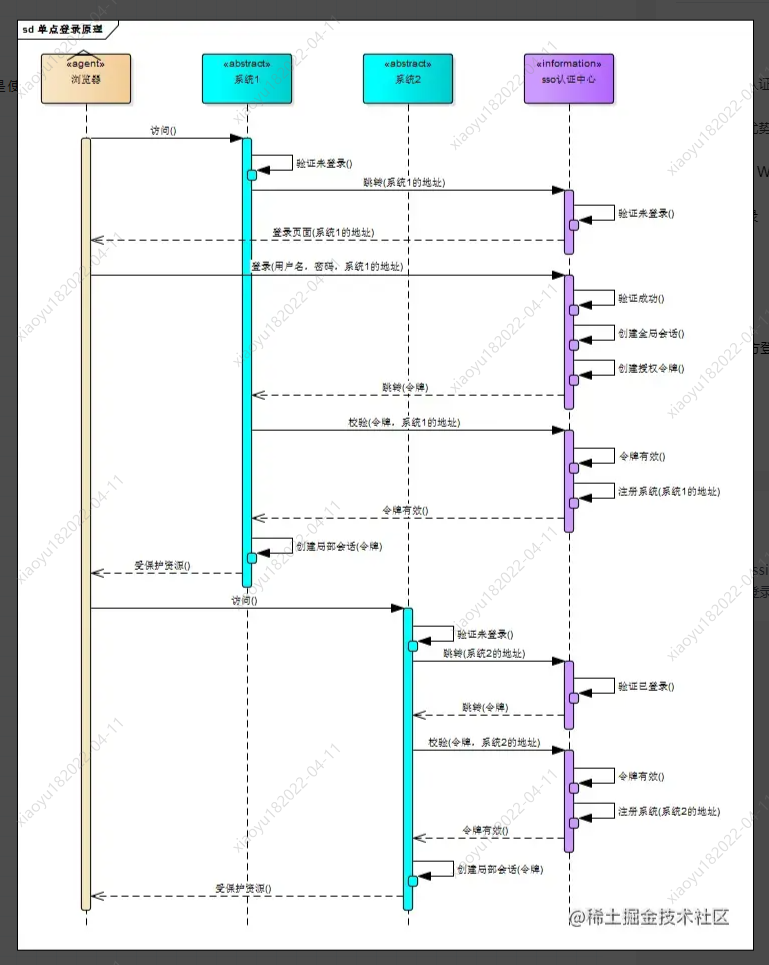 sd 单点登录原理
«agent»
浏览器
«abstract»
系统1
«abstract»
系统2
«information»
sso认证中心
访问()
验证未登录()
跳转(系统1的地址)
验证未登录()
登录页面(系统1的地址)
登录(用户名，密码，系统1的地址)
验证成功()
创建全局会话()
创建授权令牌()
跳转(令牌)
校验(令牌，系统1的地址)
令牌有效()
注册系统(系统1的地址)
令牌有效()
创建局部会话(令牌)
受保护资源()
访问()
验证未登录()
跳转(系统2的地址)
验证已登录()
跳转(令牌)
校验(令牌，系统2的地址)
令牌有效()
注册系统(系统2的地址)
令牌有效()
创建局部会话(令牌)
受保护资源()
@稀土掘金技术社区
xiaoyu182022-04-11